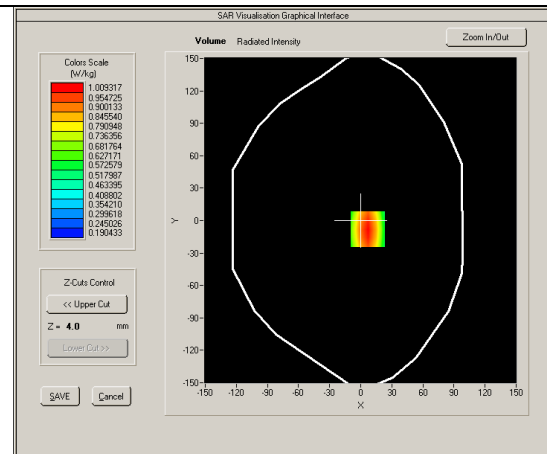 SAR Visualisation Graphical Interface
Volume Radiated Intensity
Zoom In/Out
Colors Scale
(W/kg)
1.009317
0.954725
0.900133
0.845540
0.790948
0.736356
0.681764
0.627171
0.572579
0.517987
0.463395
0.408802
0.354210
0.299618
0.245026
0.190433
Z-Cuts Control
<< Upper Cut
Z = 4.0 mm
Lower Cut >>
SAVE
Cancel
150
120
90
60
30
0
-30
-60
-90
-120
-150
Y
-150 -120 -90 -60 -30 0 30 60 90 120 150
X